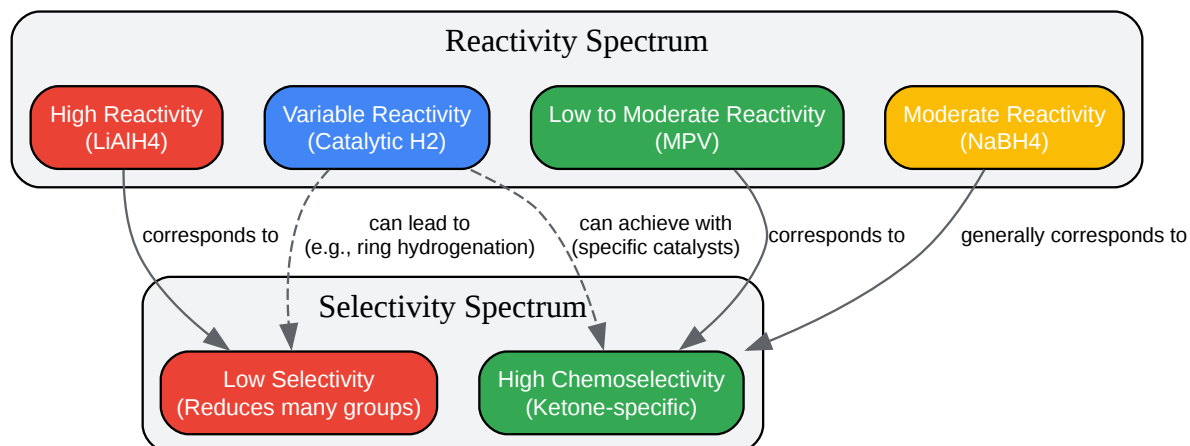 Reactivity Spectrum
High Reactivity
(LiAlH4)
Variable Reactivity
(Catalytic H2)
Low to Moderate Reactivity
(MPV)
Moderate Reactivity
(NaBH4)
corresponds to
can lead to
(e.g., ring hydrogenation)
can achieve with
(specific catalysts)
corresponds to
generally corresponds to
Selectivity Spectrum
Low Selectivity
(Reduces many groups)
High Chemoselectivity
(Ketone-specific)